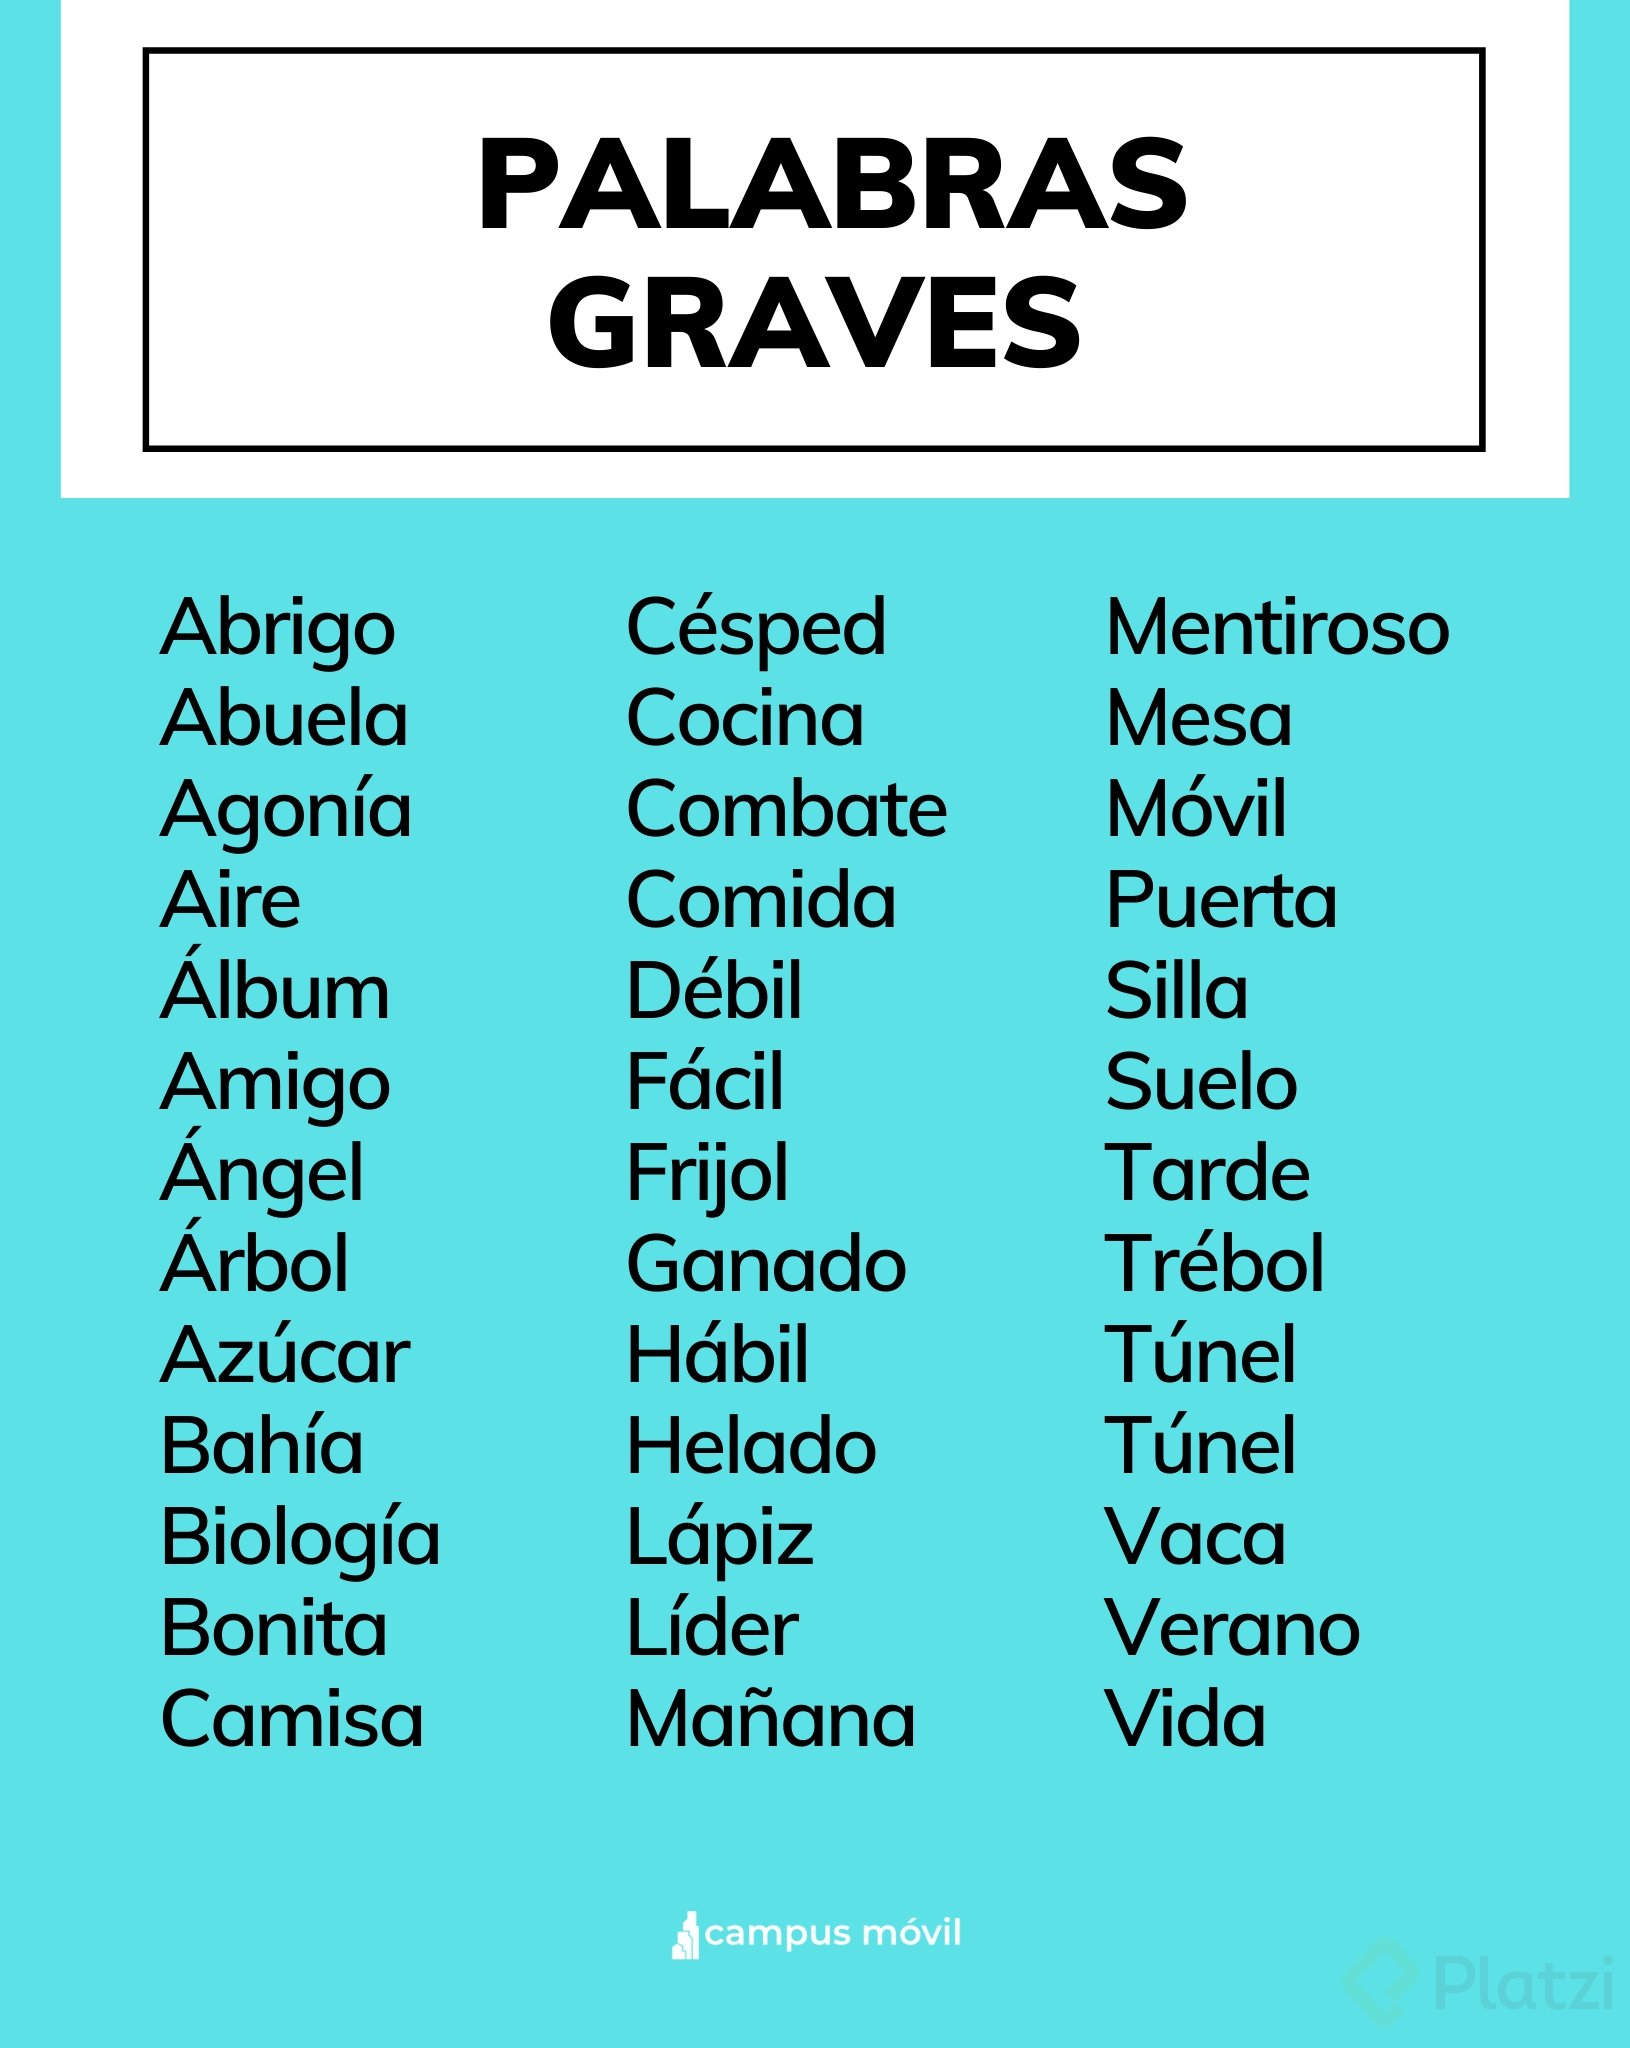 PALABRAS
GRAVES
Abrigo
Abuela
Agonía
Aire
Álbum
Amigo
Ángel
Árbol
Azúcar
Bahía
Biología
Bonita
Camisa
Césped
Cocina
Combate
Comida
Débil
Fácil
Frijol
Ganado
Hábil
Helado
Lápiz
Líder
Mañana
Mentiroso
Mesa
Móvil
Puerta
Silla
Suelo
Tarde
Trébol
Túnel
Túnel
Vaca
Verano
Vida
campus móvil
Platzi